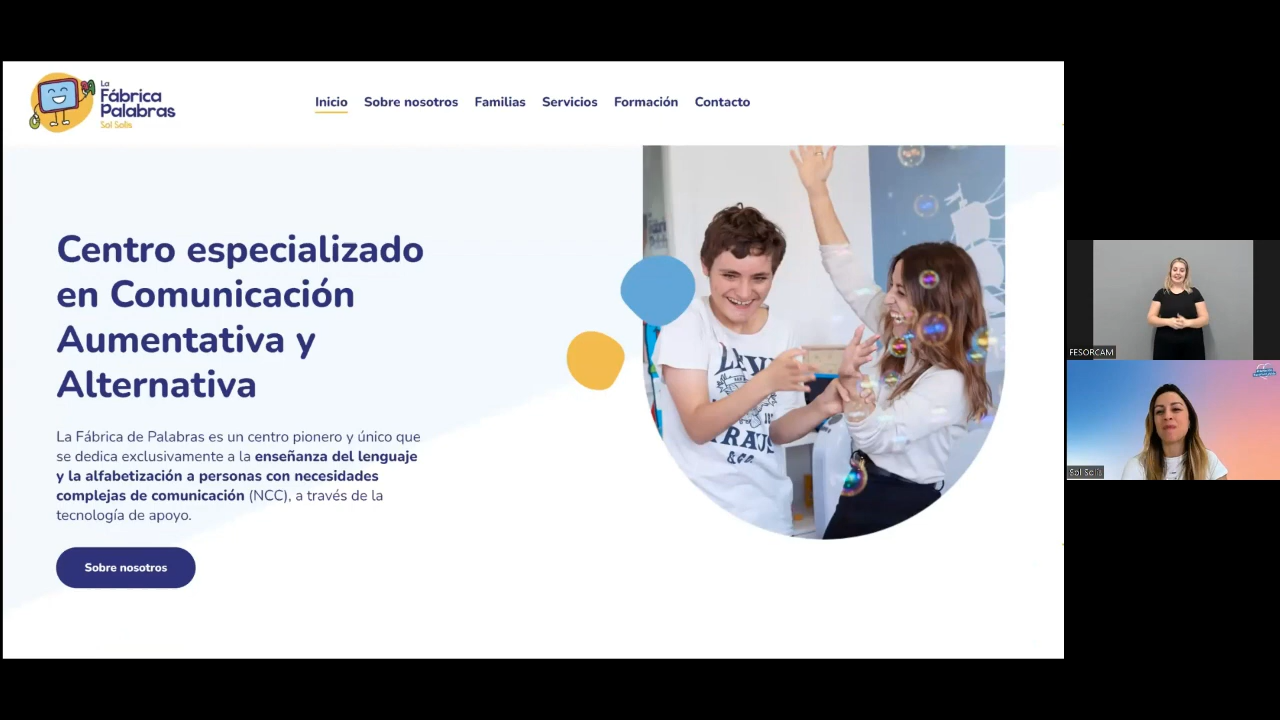 La
Fábrica
Palabras
Sol Solís
Inicio Sobre nosotros Familias Servicios Formación Contacto
Centro especializado
en Comunicación
Aumentativa y
Alternativa
La Fábrica de Palabras es un centro pionero y único que
se dedica exclusivamente a la enseñanza del lenguaje
y la alfabetización a personas con necesidades
complejas de comunicación (NCC), a través de la
tecnología de apoyo.
Sobre nosotros
FESORCAM
Sol Solís